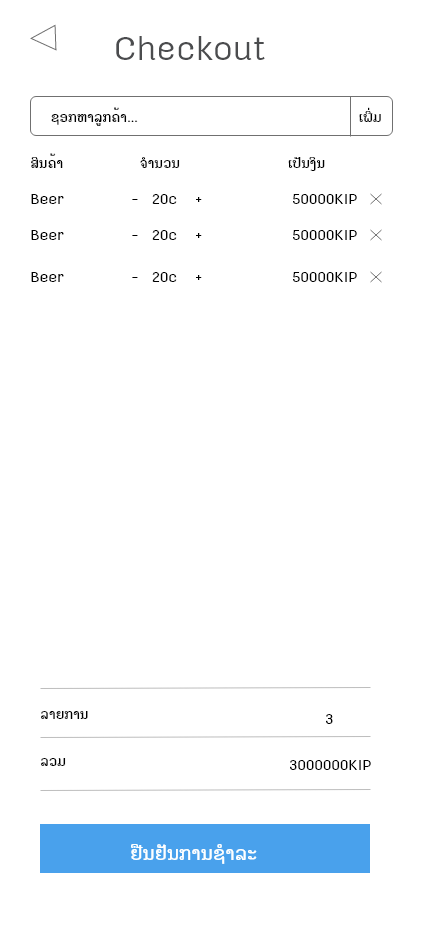 Checkout
ຊອກຫາລູກຄ້າ... ເພິ່ມ
ສິນຄ້າ ຈຳນວນ ເປັນເງິນ
Beer - 20c + 50000KIP
Beer - 20c + 50000KIP
Beer - 20c + 50000KIP
ລາຍການ 3
ລວມ 3000000KIP
ຢືນຢັນການຊຳລະ